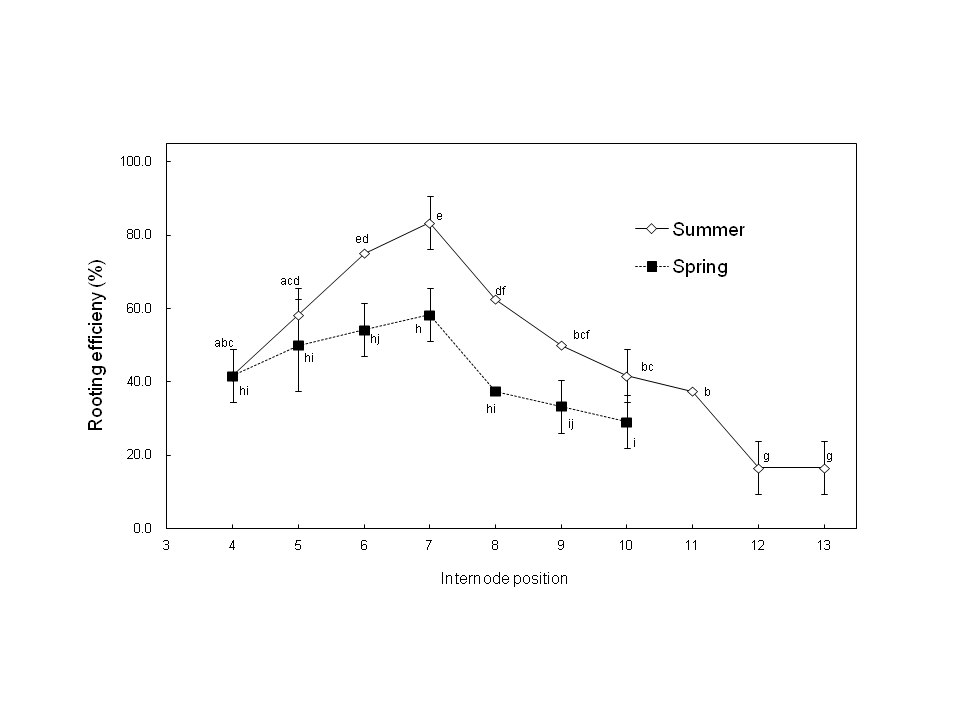 100.0
80.0
60.0
40.0
20.0
0.0
Rooting efficieny (%)
3 4 5 6 7 8 9 10 11 12 13
Internode position
Summer
Spring
abc
acd
ed
e
df
bcf
bc
b
g
g
hi
hi
hj
h
hi
ij
i